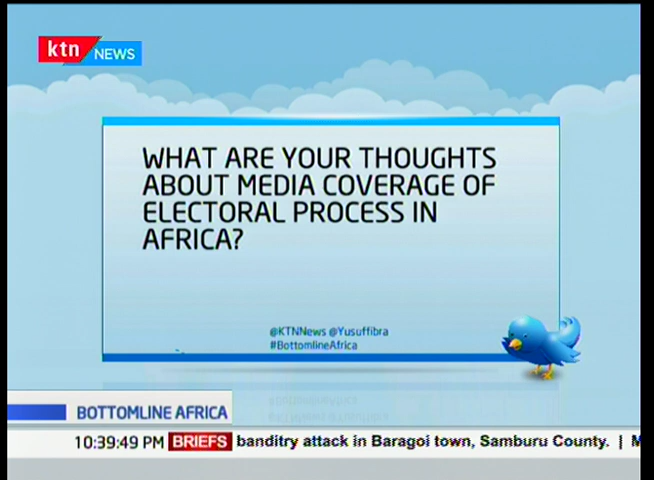 ktn NEWS
WHAT ARE YOUR THOUGHTS
ABOUT MEDIA COVERAGE OF
ELECTORAL PROCESS IN
AFRICA?
@KTNNews @Yusuffibra
#BottomlineAfrica
BOTTOMLINE AFRICA
10:39:49 PM BRIEFS banditry attack in Baragoi town, Samburu County. | M